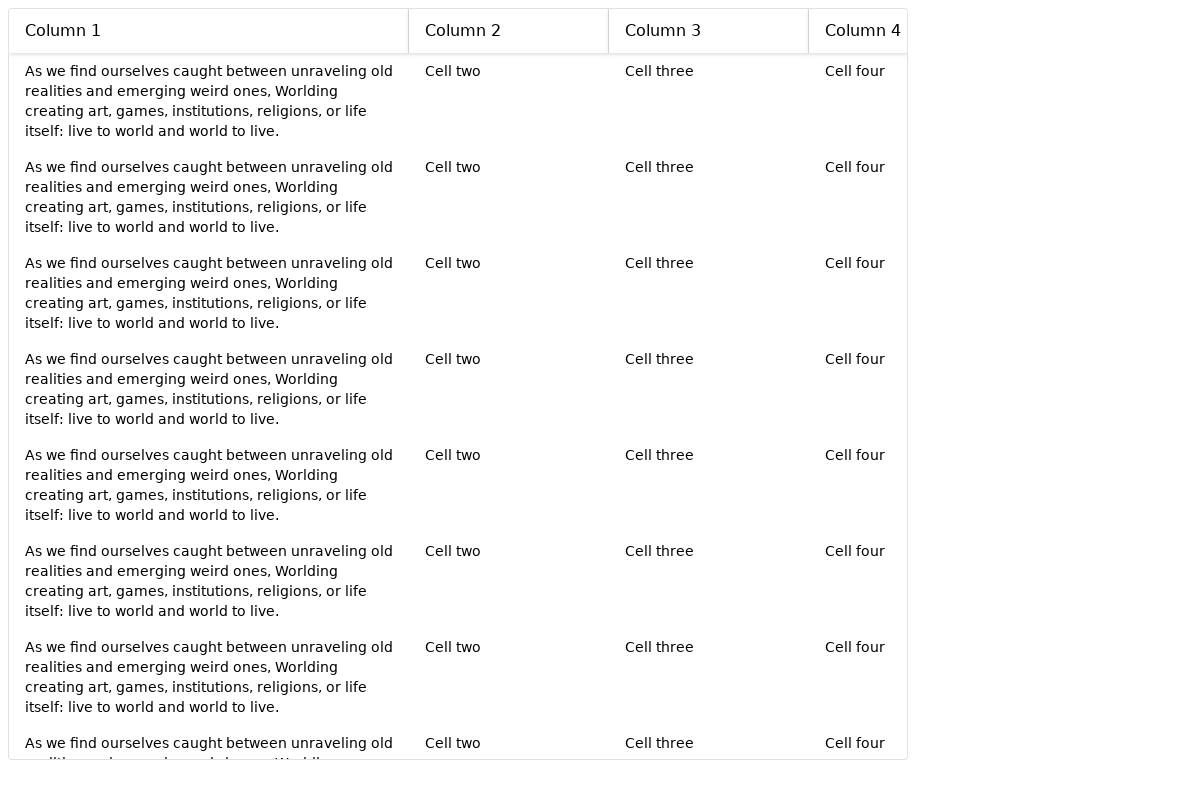 Column 1 Column 2 Column 3 Column 4
As we find ourselves caught between unraveling old Cell two Cell three Cell four
realities and emerging weird ones, Worlding
creating art, games, institutions, religions, or life
itself: live to world and world to live.
As we find ourselves caught between unraveling old Cell two Cell three Cell four
realities and emerging weird ones, Worlding
creating art, games, institutions, religions, or life
itself: live to world and world to live.
As we find ourselves caught between unraveling old Cell two Cell three Cell four
realities and emerging weird ones, Worlding
creating art, games, institutions, religions, or life
itself: live to world and world to live.
As we find ourselves caught between unraveling old Cell two Cell three Cell four
realities and emerging weird ones, Worlding
creating art, games, institutions, religions, or life
itself: live to world and world to live.
As we find ourselves caught between unraveling old Cell two Cell three Cell four
realities and emerging weird ones, Worlding
creating art, games, institutions, religions, or life
itself: live to world and world to live.
As we find ourselves caught between unraveling old Cell two Cell three Cell four
realities and emerging weird ones, Worlding
creating art, games, institutions, religions, or life
itself: live to world and world to live.
As we find ourselves caught between unraveling old Cell two Cell three Cell four
realities and emerging weird ones, Worlding
creating art, games, institutions, religions, or life
itself: live to world and world to live.
As we find ourselves caught between unraveling old Cell two Cell three Cell four